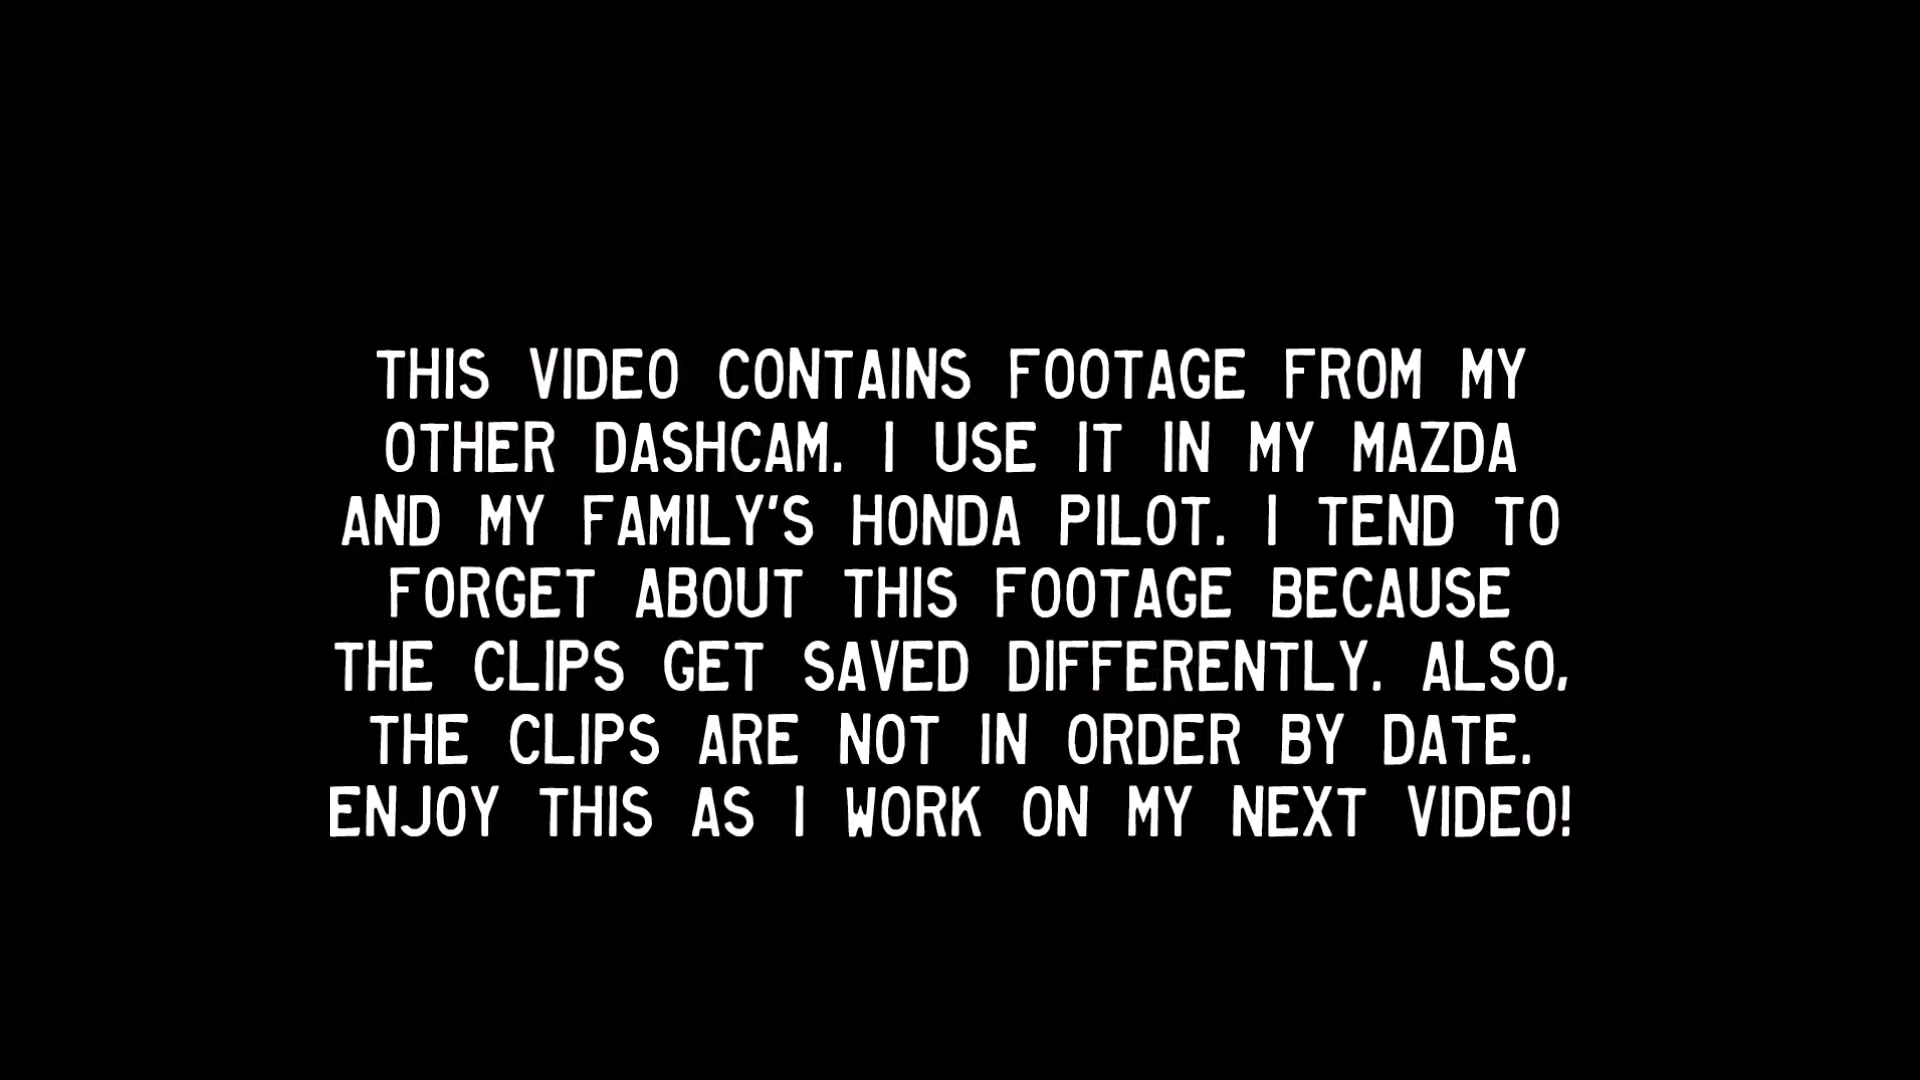 THIS VIDEO CONTAINS FOOTAGE FROM MY
OTHER DASHCAM. I USE IT IN MY MAZDA
AND MY FAMILY'S HONDA PILOT. I TEND TO
FORGET ABOUT THIS FOOTAGE BECAUSE
THE CLIPS GET SAVED DIFFERENTLY. ALSO,
THE CLIPS ARE NOT IN ORDER BY DATE.
ENJOY THIS AS I WORK ON MY NEXT VIDEO!